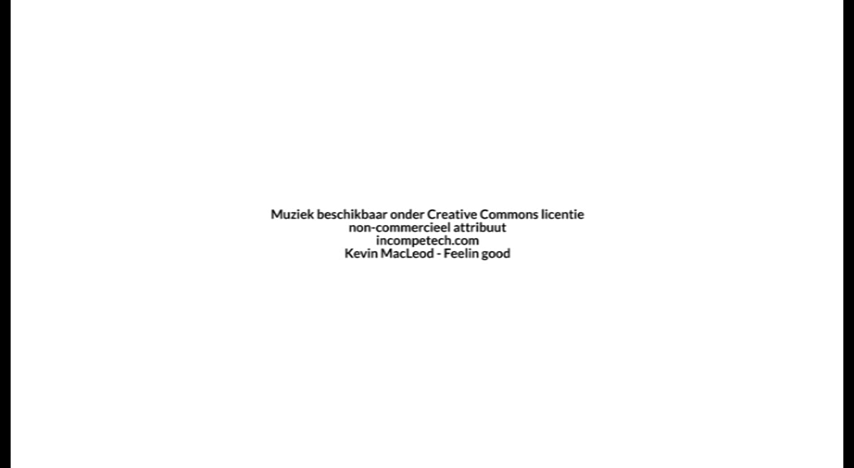 Muziek beschikbaar onder Creative Commons licentie
non-commercieel attribuut
incompetech.com
Kevin MacLeod - Feelin good